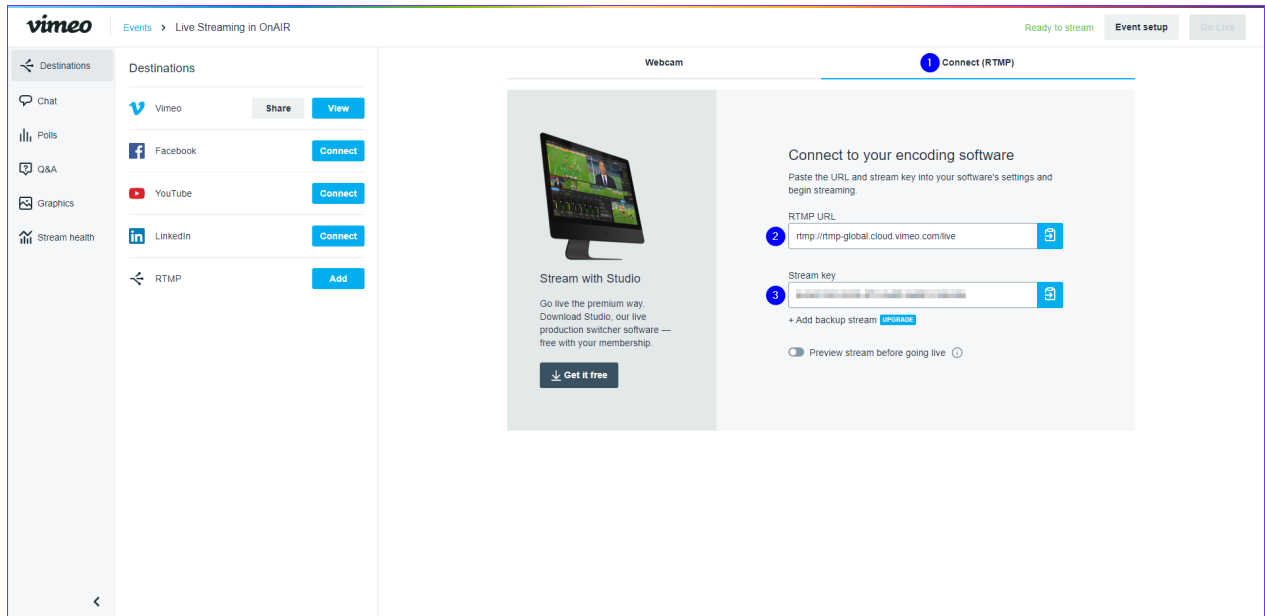 vimeo
Events > Live Streaming in OnAIR
Ready to stream
Event setup
Go Live
Destinations
Chat
Polls
Q&A
Graphics
Stream health
Destinations
Vimeo Share View
Facebook Connect
YouTube Connect
LinkedIn Connect
RTMP Add
Webcam
1 Connect (RTMP)
Stream with Studio
Go live the premium way.
Download Studio, our live
production switcher software —
free with your membership.
Get it free
Connect to your encoding software
Paste the URL and stream key into your software's settings and
begin streaming.
RTMP URL
2 rtmp://rtmp-global.cloud.vimeo.com/live
Stream key
3
+ Add backup stream UPGRADE
Preview stream before going live